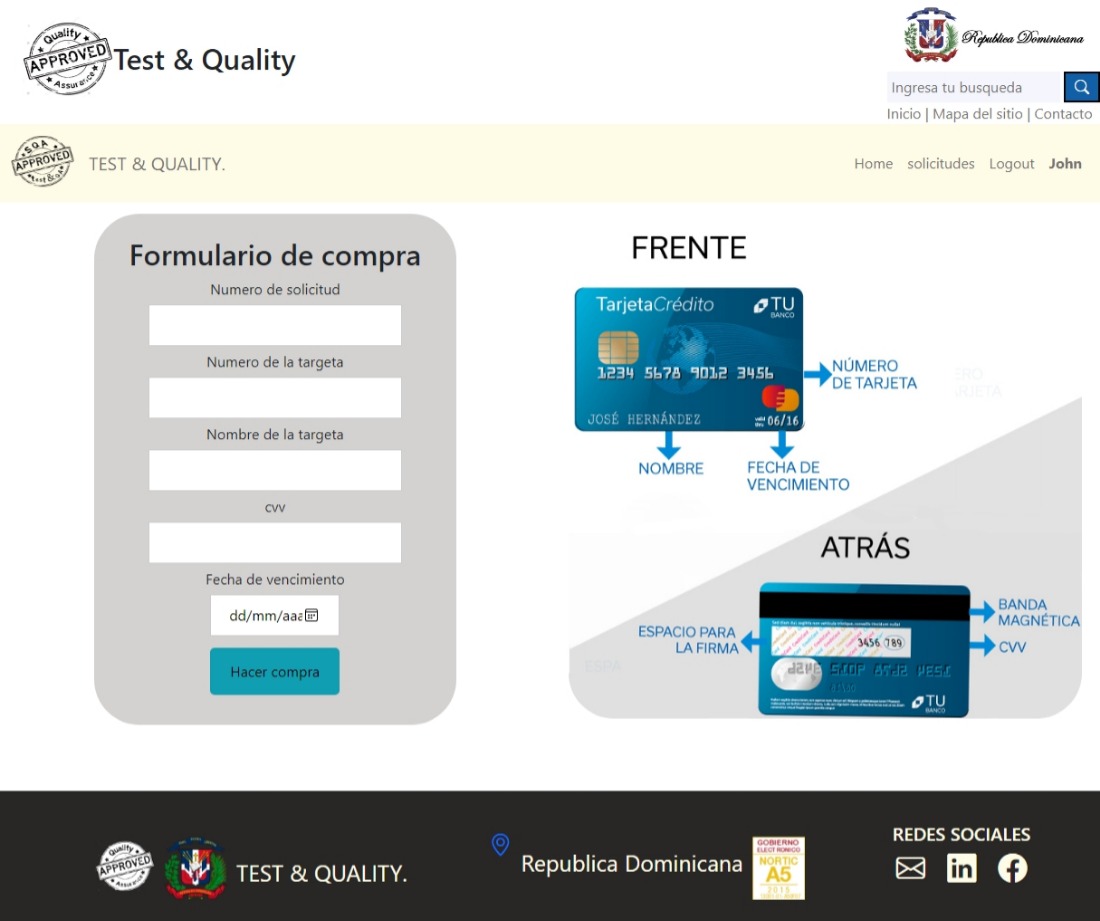 Quality
APPROVED
Assurance
Test & Quality
Republica Dominicana
Ingresa tu busqueda
Inicio | Mapa del sitio | Contacto
S.Q.A
APPROVED
TEST & QUALITY.
Home solicitudes Logout John
Formulario de compra
Numero de solicitud
Numero de la targeta
Nombre de la targeta
cvv
Fecha de vencimiento
dd/mm/aaa
Hacer compra
FRENTE
TarjetaCrédito
TU
BANCO
1234 5678 9012 3456
NÚMERO
DE TARJETA
JOSÉ HERNÁNDEZ
06/16
NOMBRE
FECHA DE
VENCIMIENTO
ATRÁS
BANDA
MAGNÉTICA
ESPACIO PARA
LA FIRMA
3456 789
CVV
TU
BANCO
Quality
APPROVED
Assurance
TEST & QUALITY.
Republica Dominicana
GOBIERNO
ELECTRONICO
NORTIC
A5
2015
REDES SOCIALES